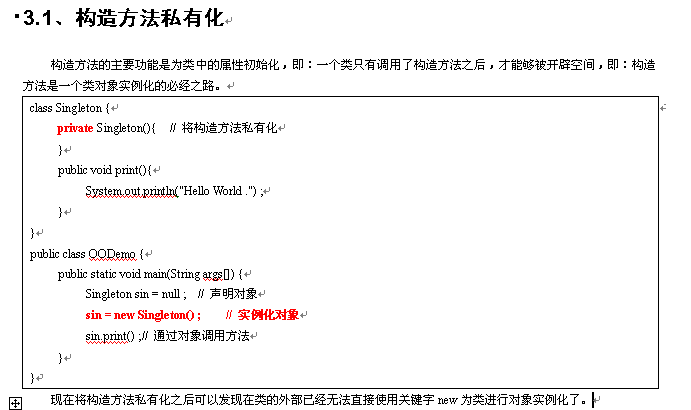 3.1、构造方法私有化
构造方法的主要功能是为类中的属性初始化，即：一个类只有调用了构造方法之后，才能够被开辟空间，即：构造
方法是一个类对象实例化的必经之路。
class Singleton {
private Singleton(){ // 将构造方法私有化
}
public void print(){
System.out.println("Hello World .") ;
}
}
public class OODemo {
public static void main(String args[]) {
Singleton sin = null ; // 声明对象
sin = new Singleton() ; // 实例化对象
sin.print() ;// 通过对象调用方法
}
}
现在将构造方法私有化之后可以发现在类的外部已经无法直接使用关键字 new 为类进行对象实例化了。